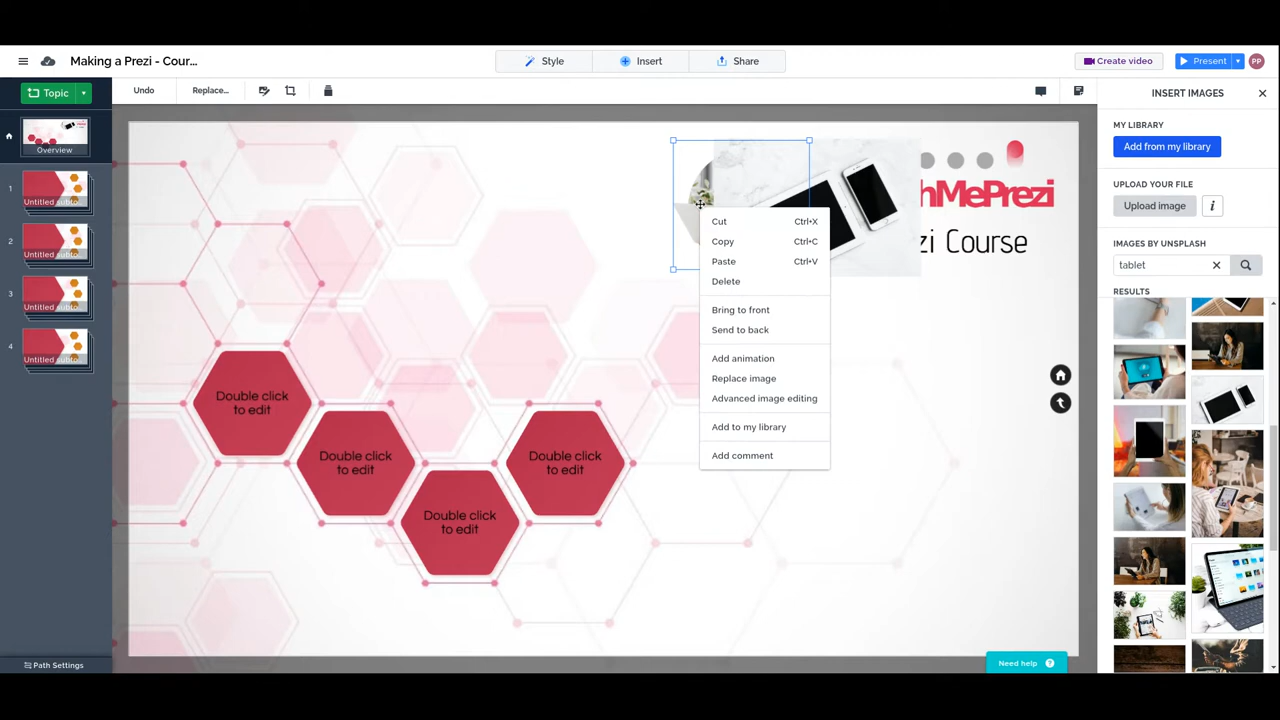 Making a Prezi - Cour...
Style
Insert
Share
Create video
Present
PP
Topic
Undo
Replace...
INSERT IMAGES
Overview
MY LIBRARY
Add from my library
UPLOAD YOUR FILE
Upload image
i
IMAGES BY UNSPLASH
tablet
RESULTS
1
Untitled subto...
2
Untitled subto...
3
Untitled subto...
4
Untitled subto...
hMePrezi
zi Course
Cut Ctrl+X
Copy Ctrl+C
Paste Ctrl+V
Delete
Bring to front
Send to back
Add animation
Replace image
Advanced image editing
Add to my library
Add comment
Double click
to edit
Double click
to edit
Double click
to edit
Double click
to edit
Path Settings
Need help ?